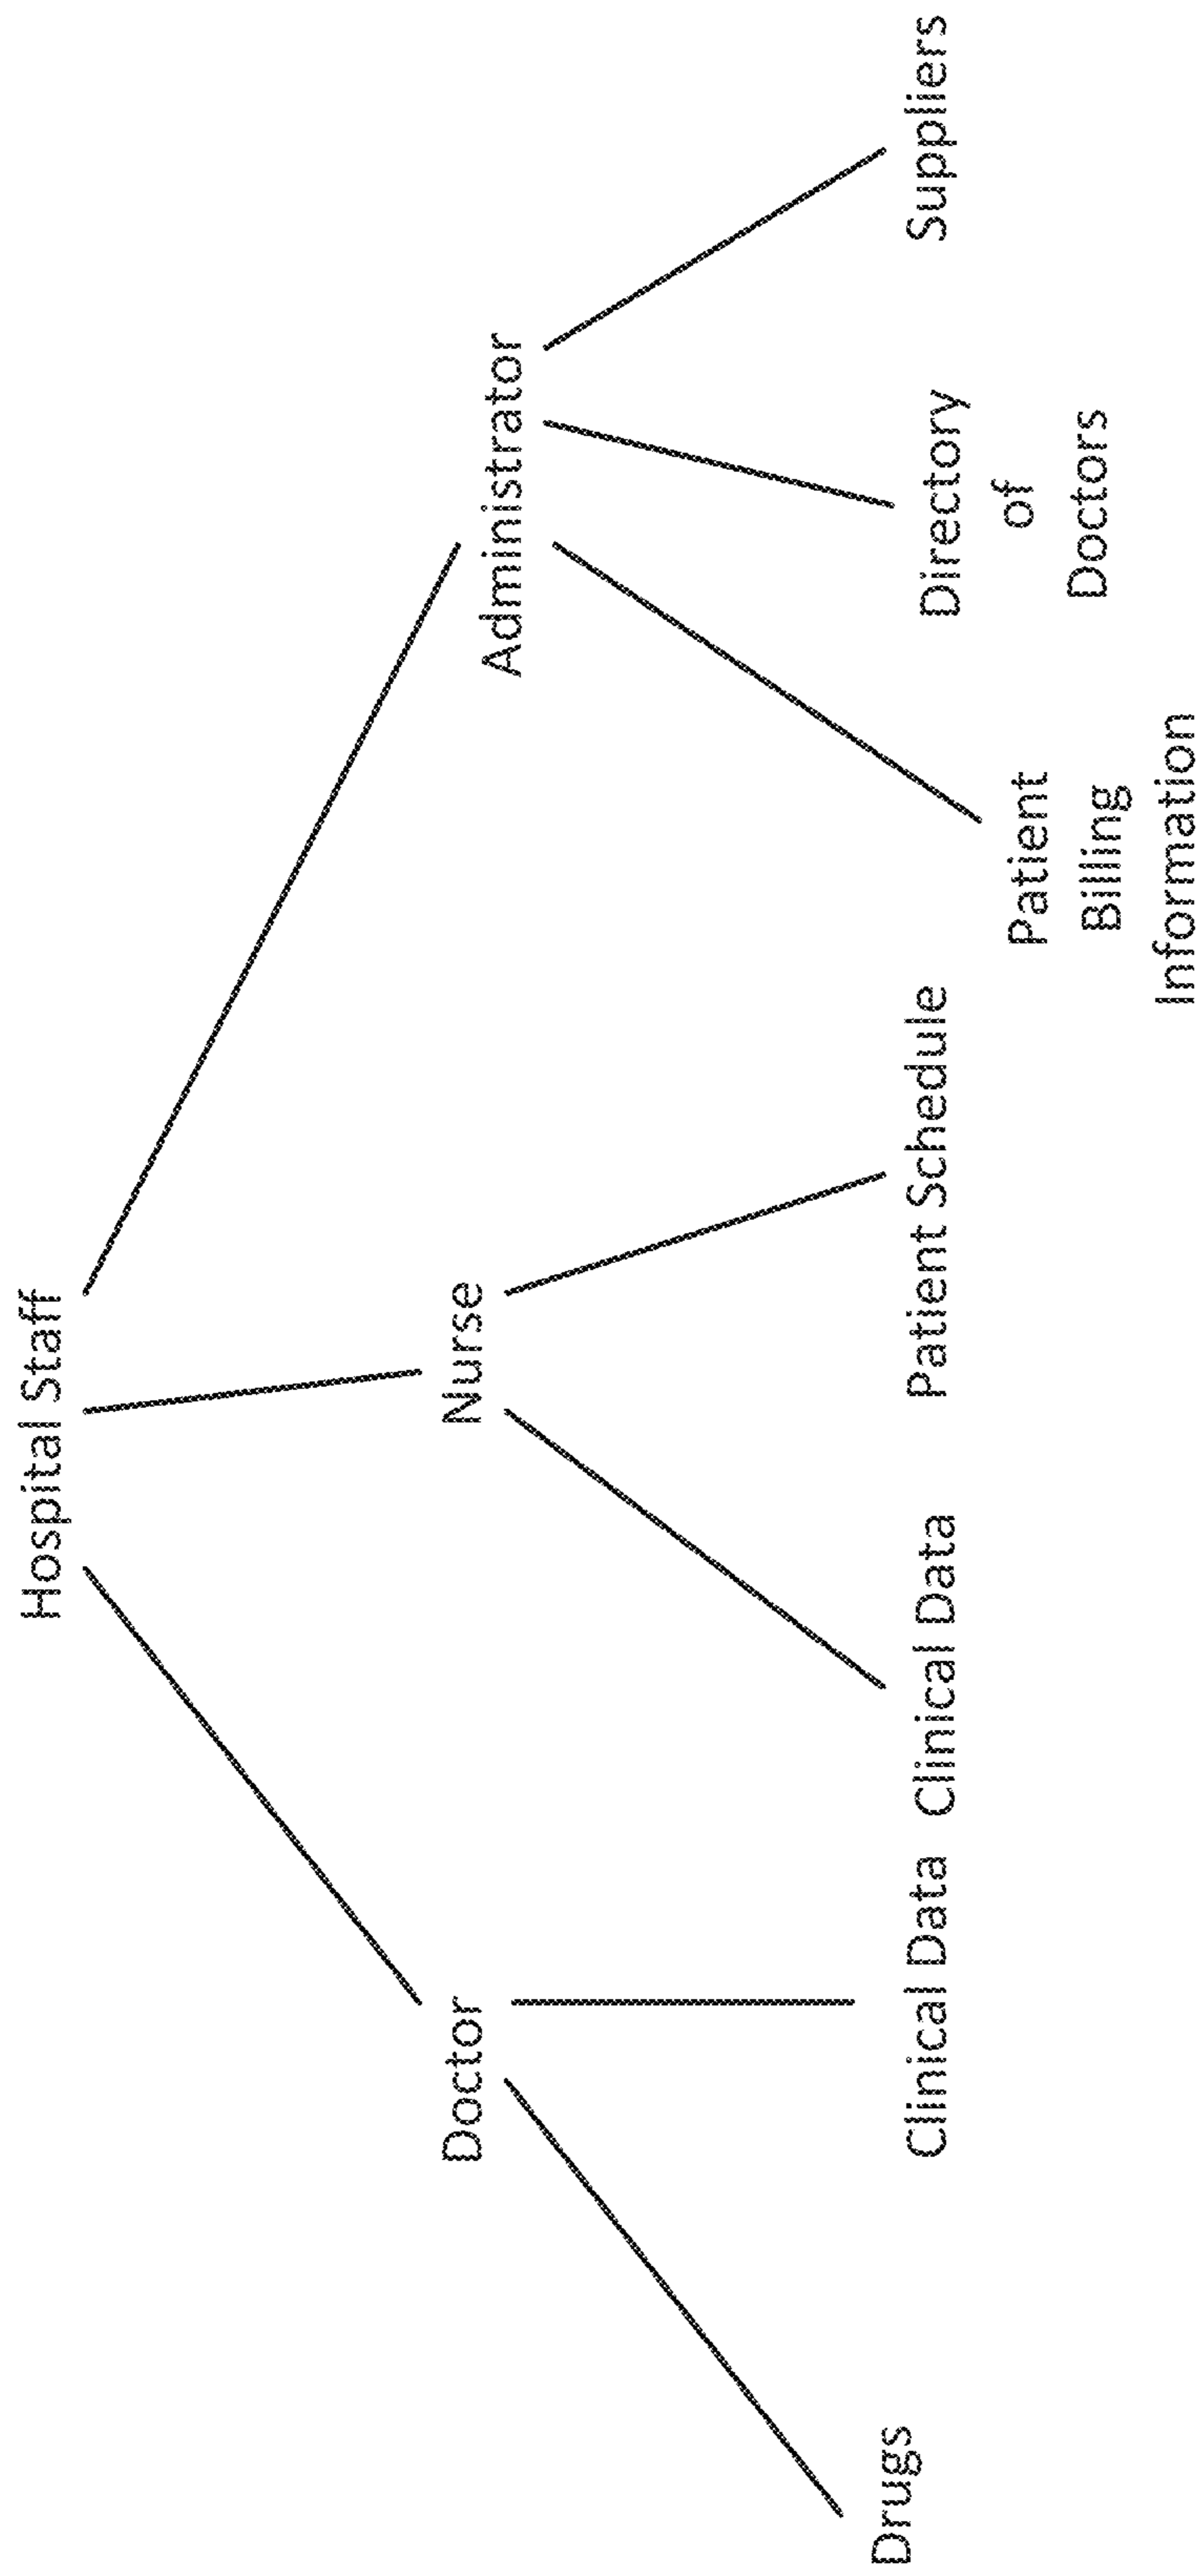 Hospital Staff
Doctor
Nurse
Administrator
Drugs
Clinical Data
Clinical Data
Patient Schedule
Patient
Billing
Information
Directory
of
Doctors
Suppliers